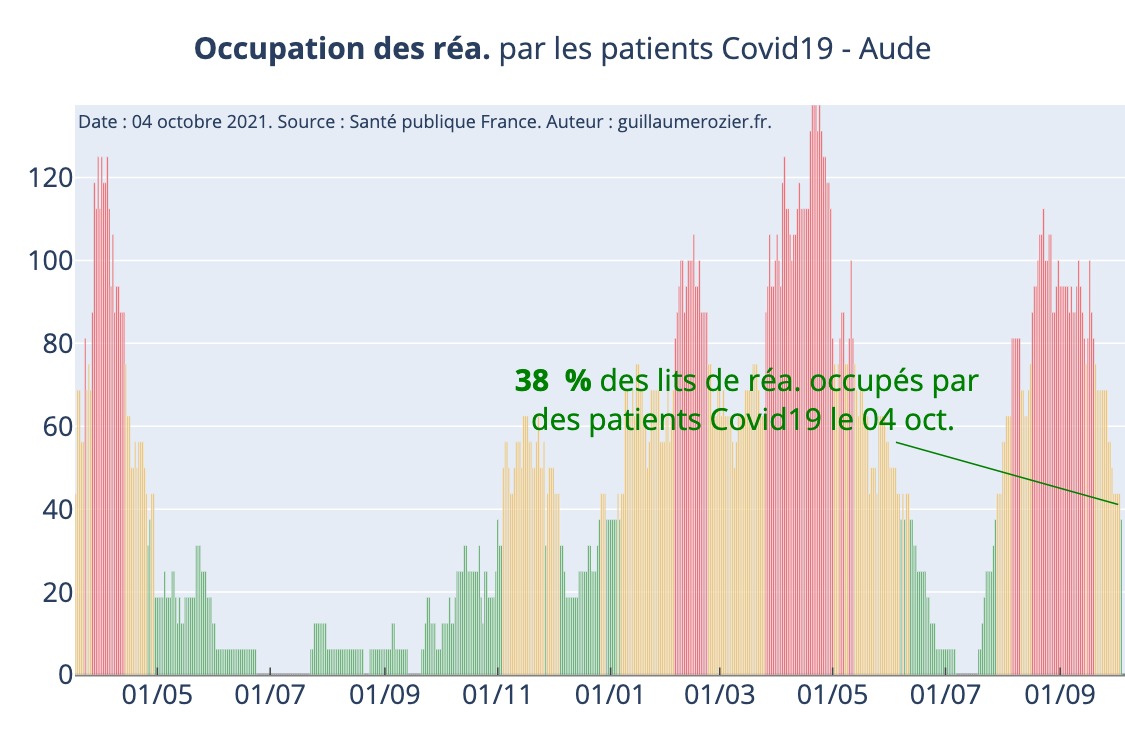 Occupation des réa. par les patients Covid19 - Aude
Date : 04 octobre 2021. Source : Santé publique France. Auteur : guillaumerozier.fr.
120
100
80
38 % des lits de réa. occupés par
des patients Covid19 le 04 oct.
60
40
20
0
01/05 01/07 01/09 01/11 01/01 01/03 01/05 01/07 01/09